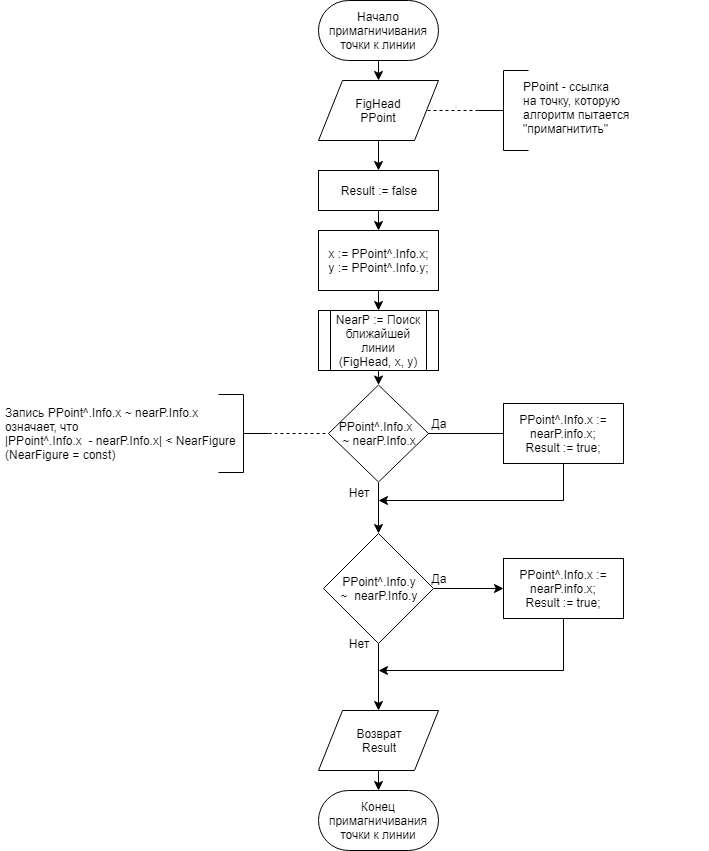 Начало
примагничивания
точки к линии
FigHead
PPoint
PPoint - ссылка
на точку, которую
алгоритм пытается
"примагнитить"
Result := false
x := PPoint^.Info.x;
y := PPoint^.Info.y;
NearP := Поиск
ближайшей
линии
(FigHead, x, y)
Запись PPoint^.Info.x ~ nearP.Info.x
означает, что
|PPoint^.Info.x  - nearP.Info.x| < NearFigure
(NearFigure = const)
PPoint^.Info.x
~ nearP.Info.x
Да
PPoint^.Info.x :=
nearP.info.x;
Result := true;
Нет
PPoint^.Info.y
~  nearP.Info.y
Да
PPoint^.Info.x :=
nearP.info.x;
Result := true;
Нет
Возврат
Result
Конец
примагничивания
точки к линии